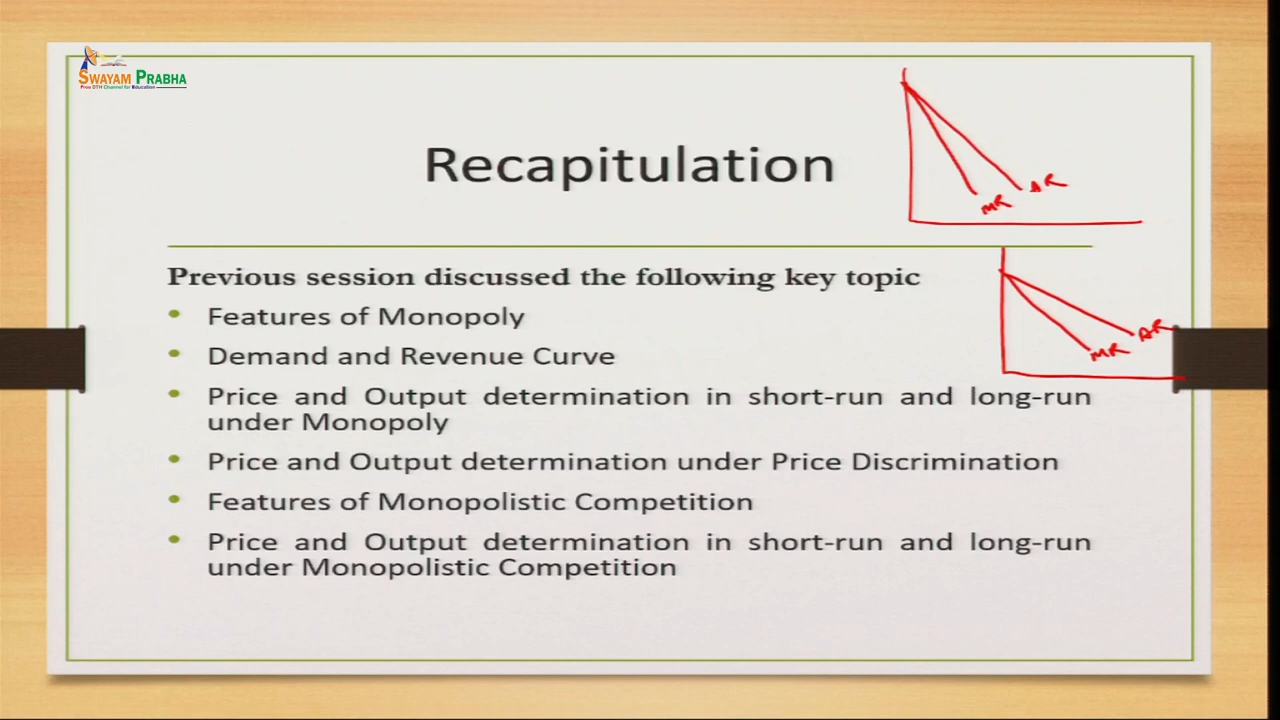 SWAYAM PRABHA
Free DTH Channel for Education
Recapitulation
AR
MR
Previous session discussed the following key topic
• Features of Monopoly
AR
MR
• Demand and Revenue Curve
• Price and Output determination in short-run and long-run
under Monopoly
• Price and Output determination under Price Discrimination
• Features of Monopolistic Competition
• Price and Output determination in short-run and long-run
under Monopolistic Competition